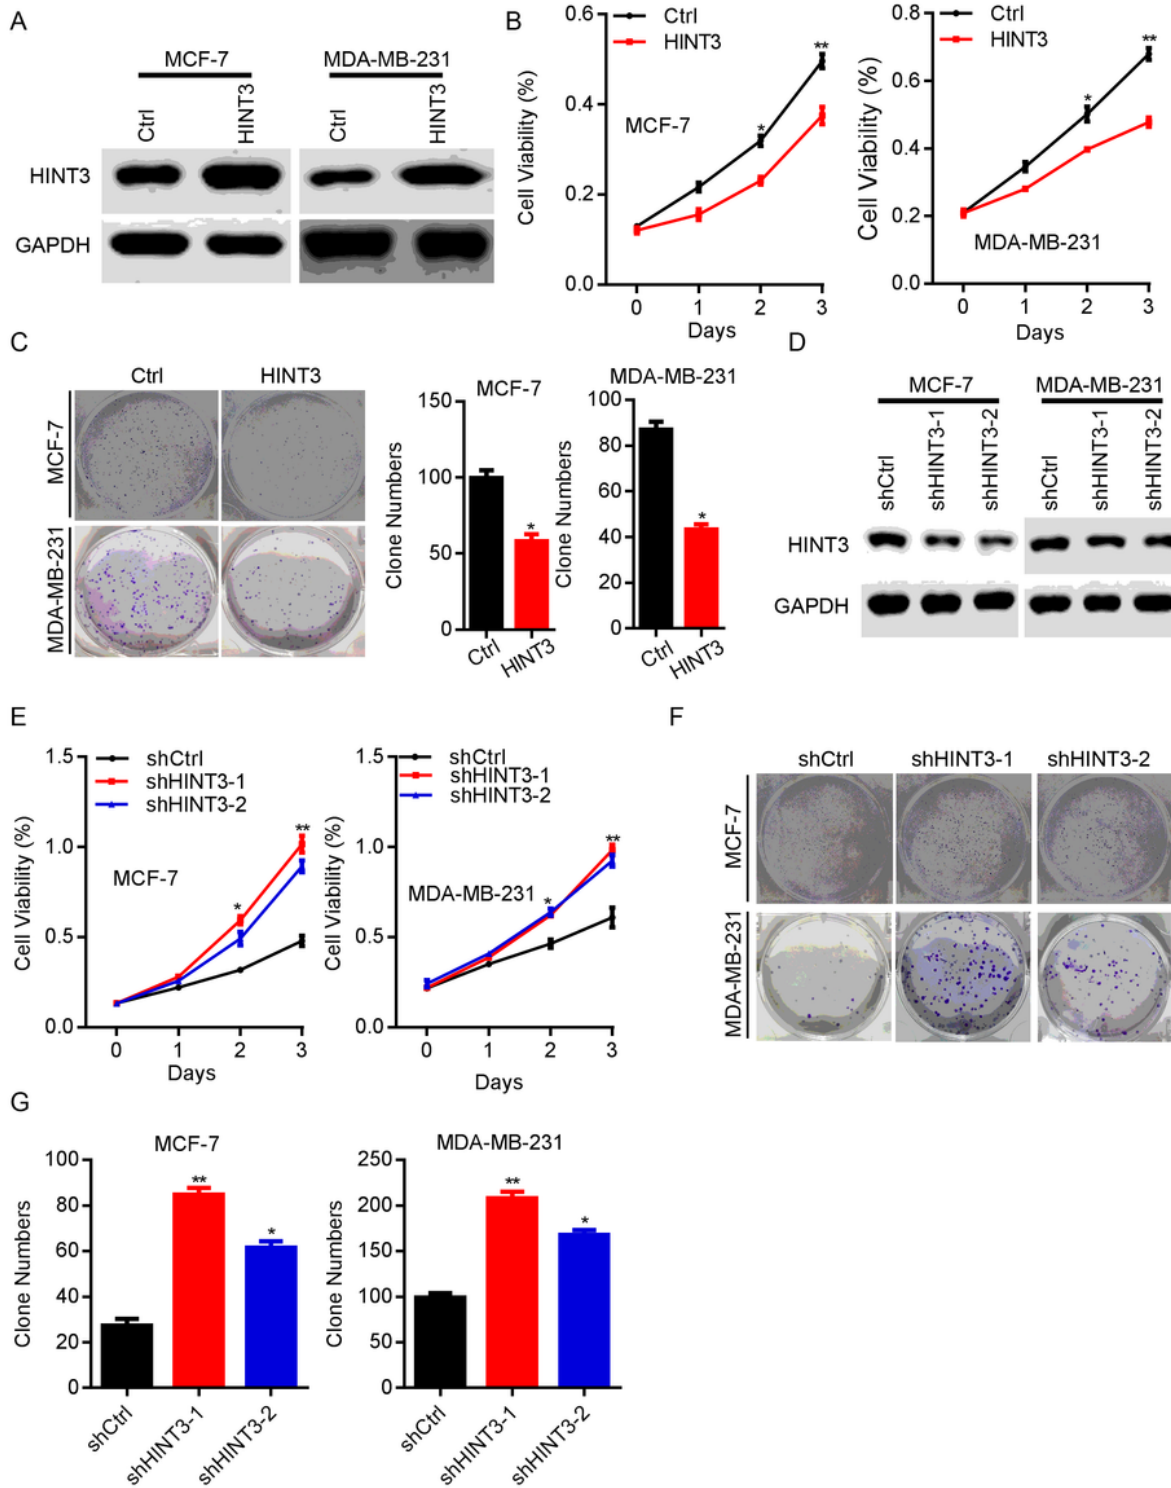 A
MCF-7
MDA-MB-231
Ctrl
HINT3
Ctrl
HINT3
HINT3
GAPDH
B
Cell Viability (%)
0.6
0.4
0.2
0.0
Ctrl
HINT3
MCF-7
*
**
0
1
2
3
Days
Cell Viability (%)
0.8
0.6
0.4
0.2
0.0
Ctrl
HINT3
MDA-MB-231
*
**
0
1
2
3
Days
C
Ctrl
HINT3
MCF-7
MDA-MB-231
MCF-7
Clone Numbers
150
100
50
0
*
Ctrl
HINT3
MDA-MB-231
Clone Numbers
100
80
60
40
20
0
*
Ctrl
HINT3
D
MCF-7
MDA-MB-231
shCtrl
shHINT3-1
shHINT3-2
shCtrl
shHINT3-1
shHINT3-2
HINT3
GAPDH
E
Cell Viability (%)
1.5
1.0
0.5
0.0
shCtrl
shHINT3-1
shHINT3-2
MCF-7
*
**
0
1
2
3
Days
Cell Viability (%)
1.5
1.0
0.5
0.0
shCtrl
shHINT3-1
shHINT3-2
MDA-MB-231
*
**
0
1
2
3
Days
F
shCtrl
shHINT3-1
shHINT3-2
MCF-7
MDA-MB-231
G
MCF-7
Clone Numbers
100
80
60
40
20
0
**
*
shCtrl
shHINT3-1
shHINT3-2
MDA-MB-231
Clone Numbers
250
200
150
100
50
0
**
*
shCtrl
shHINT3-1
shHINT3-2